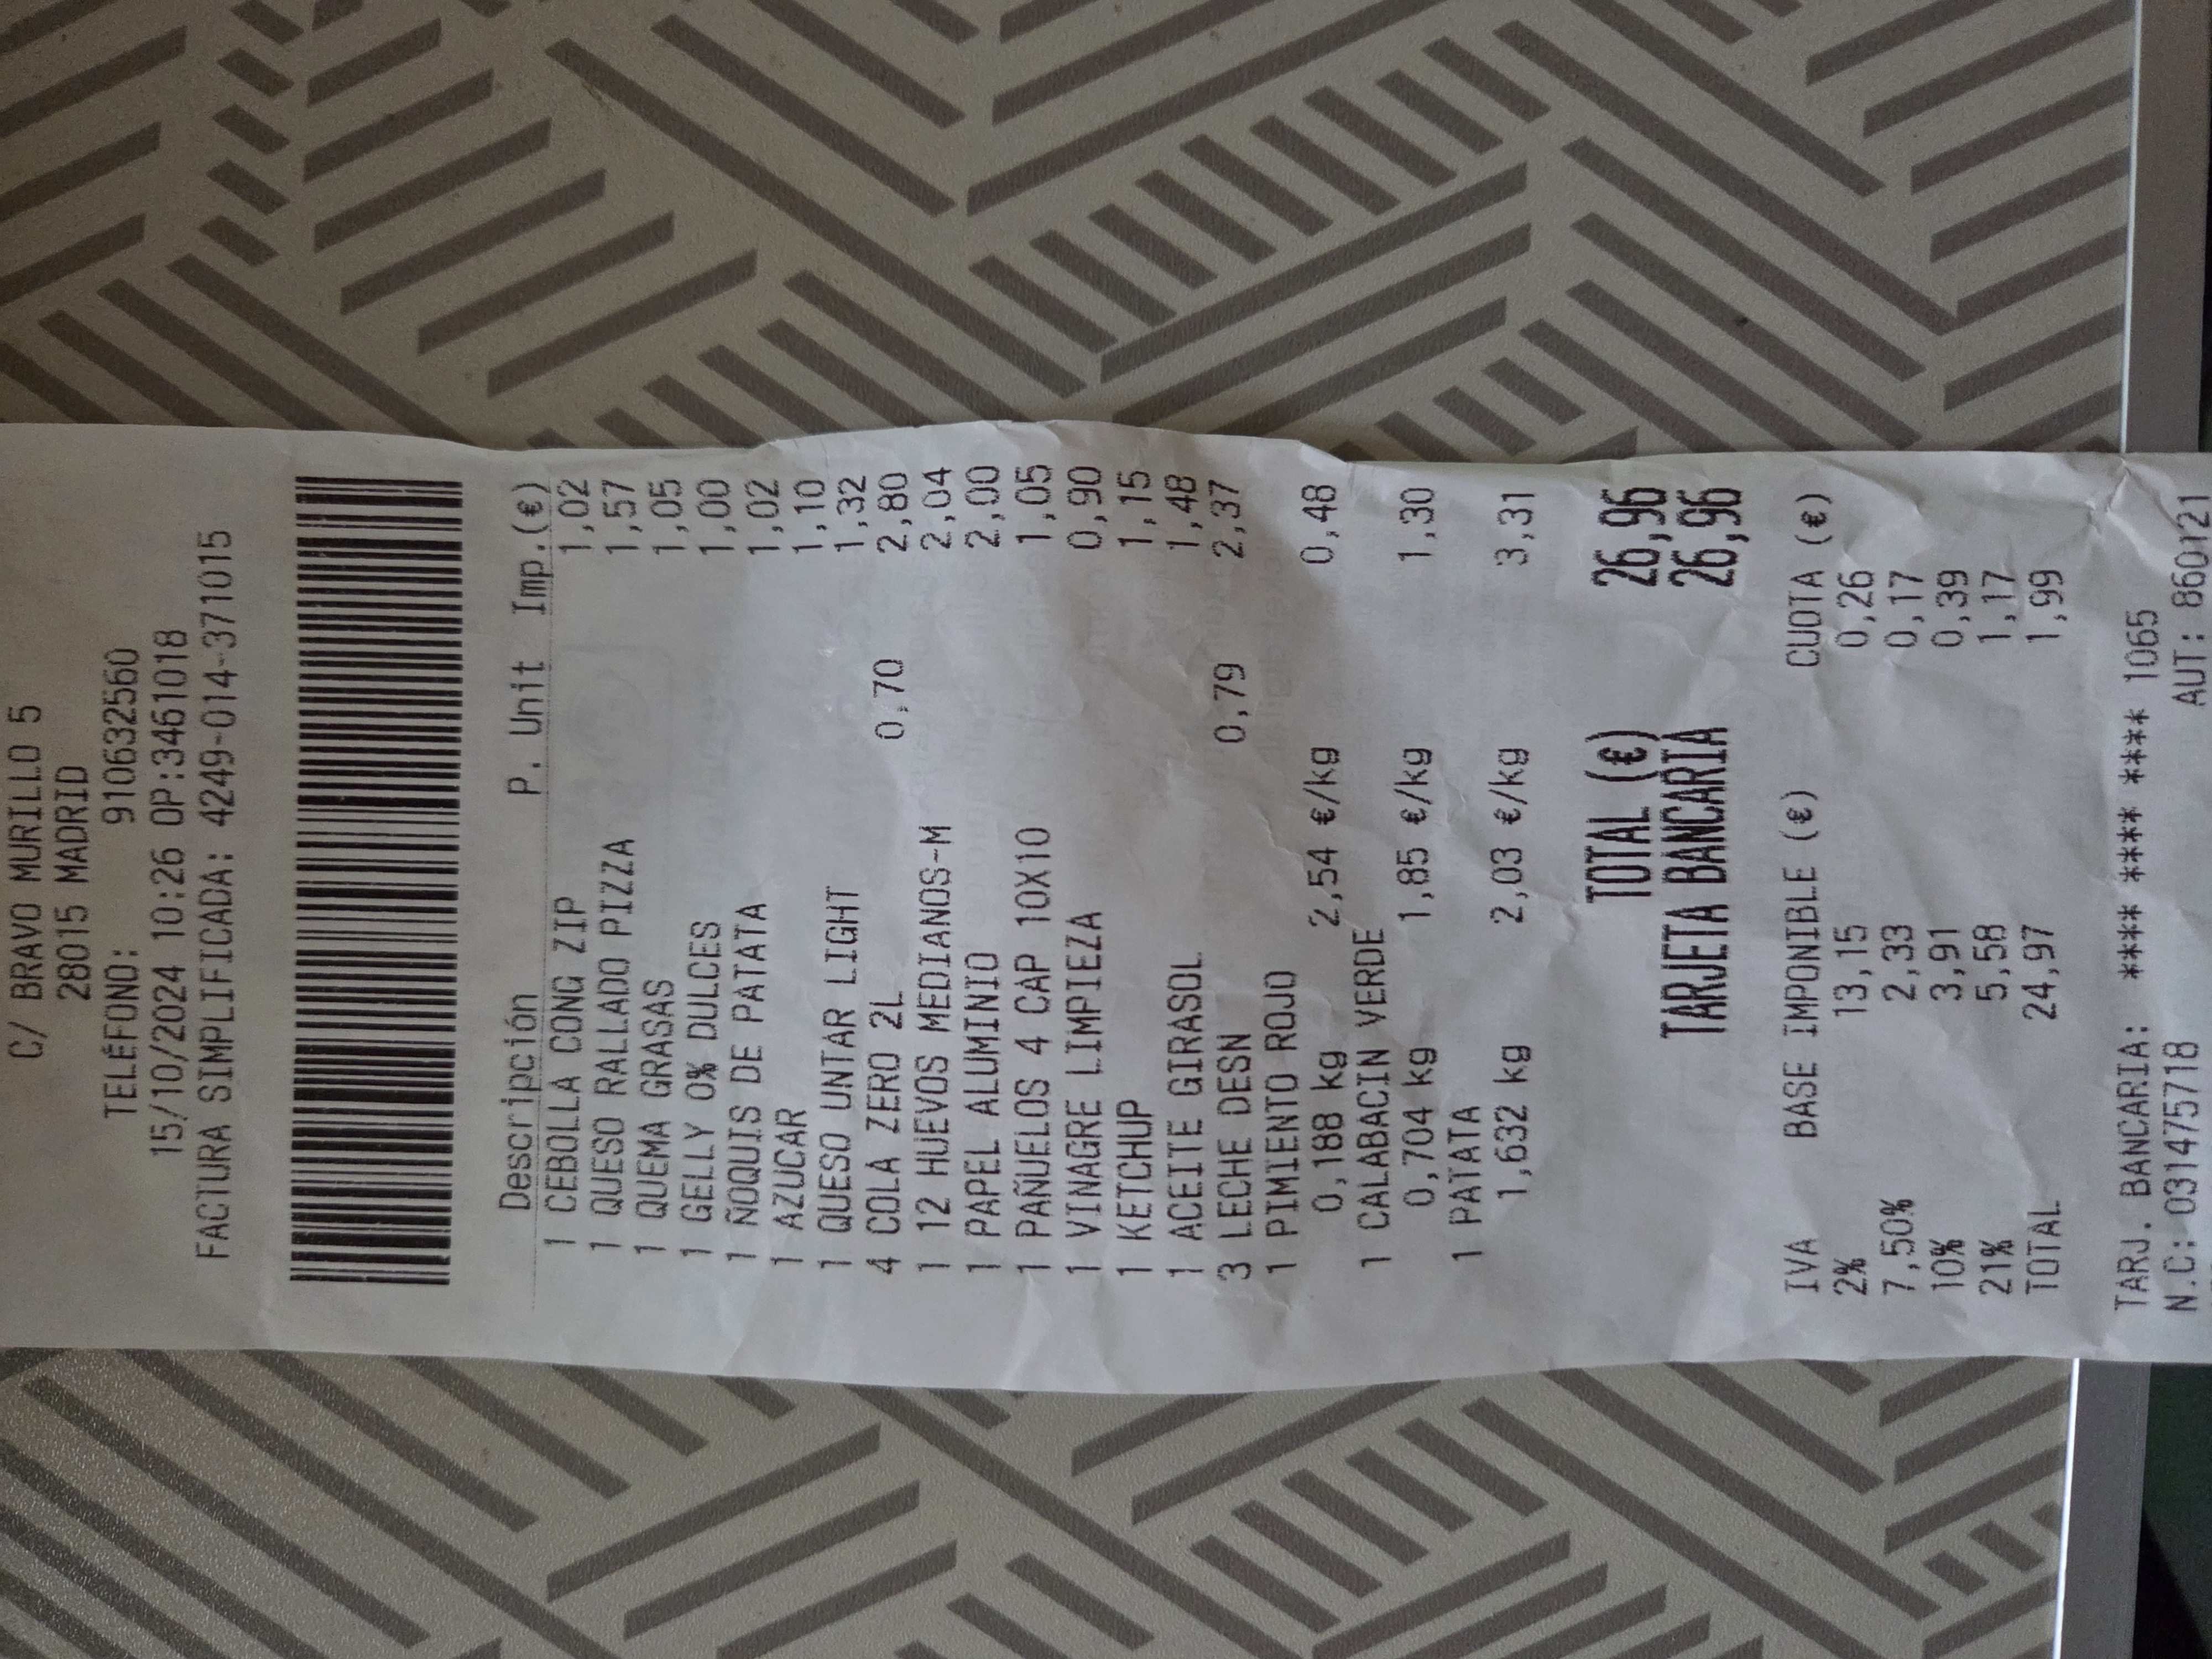 C/ BRAVO MURILLO 5
28015 MADRID
TELÉFONO: 910632560
15/10/2024 10:26 OP:3461018
FACTURA SIMPLIFICADA: 4249-014-371015
Descripción P. Unit Imp.(€)
1 CEBOLLA CONG ZIP 1,02
1 QUESO RALLADO PIZZA 1,57
1 QUEMA GRASAS 1,05
1 GELLY 0% DULCES 1,00
1 ÑOQUIS DE PATATA 1,02
1 AZUCAR 1,10
1 QUESO UNTAR LIGHT 1,32
4 COLA ZERO 2L 0,70 2,80
1 12 HUEVOS MEDIANOS-M 2,04
1 PAPEL ALUMINIO 2,00
1 PAÑUELOS 4 CAP 10X10 1,05
1 VINAGRE LIMPIEZA 0,90
1 KETCHUP 1,15
1 ACEITE GIRASOL 1,48
3 LECHE DESN 0,79 2,37
1 PIMIENTO ROJO
0,188 kg 2,54 €/kg 0,48
1 CALABACIN VERDE
0,704 kg 1,85 €/kg 1,30
1 PATATA
1,632 kg 2,03 €/kg 3,31
TOTAL (€) 26,96
TARJETA BANCARIA 26,96
IVA BASE IMPONIBLE (€) CUOTA (€)
2% 13,15 0,26
7,50% 2,33 0,17
10% 3,91 0,39
21% 5,58 1,17
TOTAL 24,97 1,99
TARJ. BANCARIA: **** **** **** 1065
N.C: 031475718 AUT: 860121